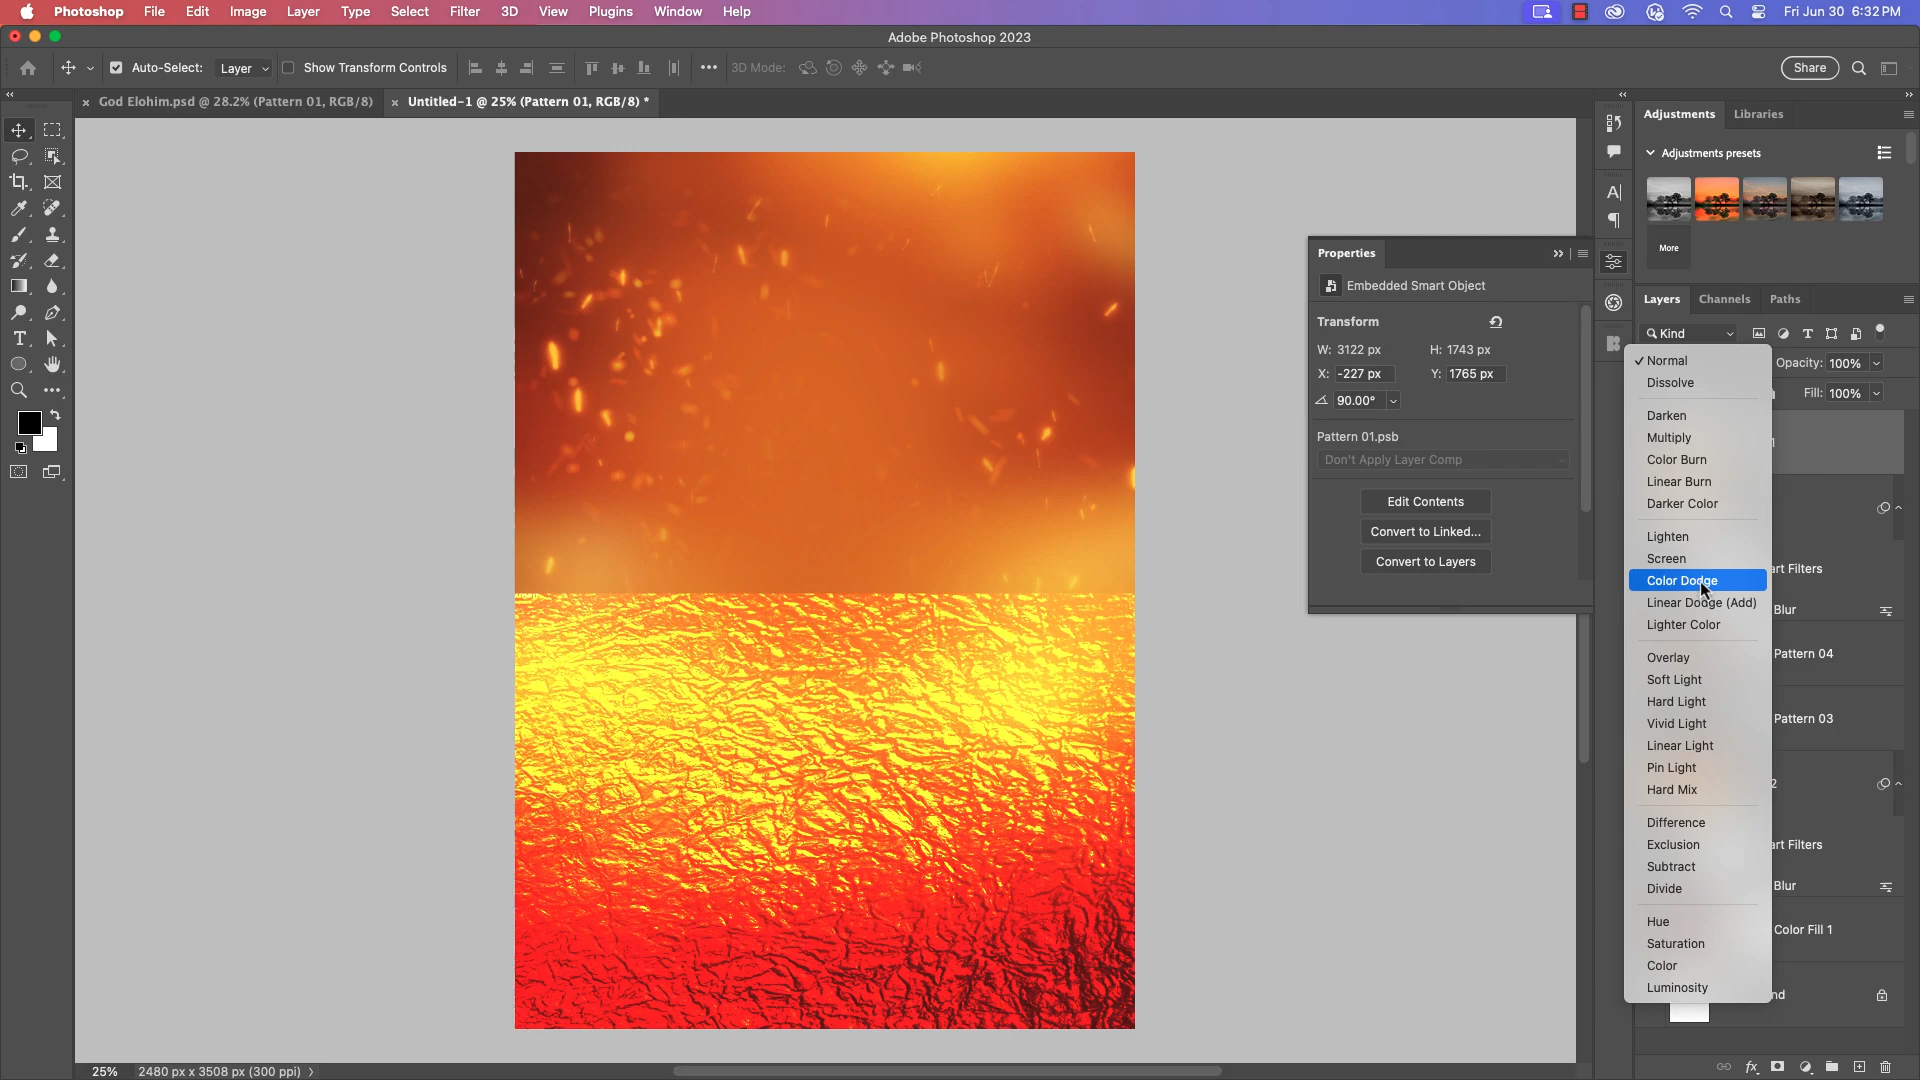 Photoshop File Edit Image Layer Type Select Filter 3D View Plugins Window Help
Fri Jun 30 6:32 PM
Adobe Photoshop 2023
Auto-Select: Layer Show Transform Controls 3D Mode: Share
God Elohim.psd @ 28.2% (Pattern 01, RGB/8)
Untitled-1 @ 25% (Pattern 01, RGB/8) *
Adjustments Libraries
Adjustments presets
More
Properties
Embedded Smart Object
Transform
W: 3122 px H: 1743 px
X: -227 px Y: 1765 px
90.00°
Pattern 01.psb
Don't Apply Layer Comp
Edit Contents
Convert to Linked...
Convert to Layers
Layers Channels Paths
Kind
Opacity: 100%
Fill: 100%
Normal
Dissolve
Darken
Multiply
Color Burn
Linear Burn
Darker Color
Lighten
Screen
Color Dodge
Linear Dodge (Add)
Lighter Color
Overlay
Soft Light
Hard Light
Vivid Light
Linear Light
Pin Light
Hard Mix
Difference
Exclusion
Subtract
Divide
Hue
Saturation
Color
Luminosity
1
art Filters
Blur
Pattern 04
Pattern 03
2
art Filters
Blur
Color Fill 1
nd
25% 2480 px x 3508 px (300 ppi)